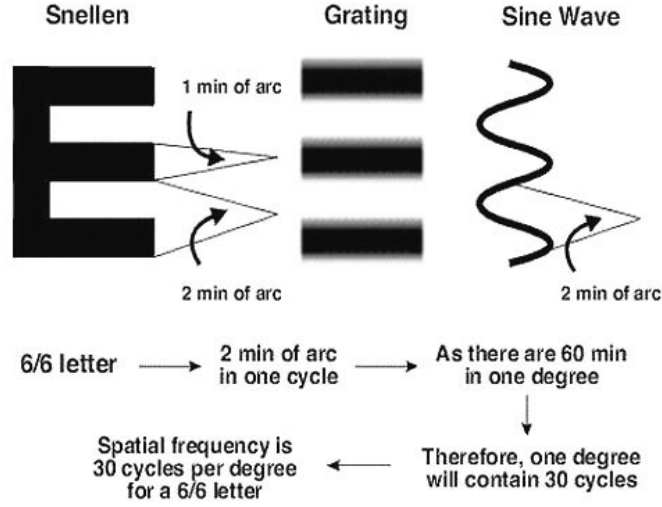 Snellen
Grating
Sine Wave
1 min of arc
2 min of arc
2 min of arc
6/6 letter
2 min of arc
in one cycle
As there are 60 min
in one degree
Therefore, one degree
will contain 30 cycles
Spatial frequency is
30 cycles per degree
for a 6/6 letter